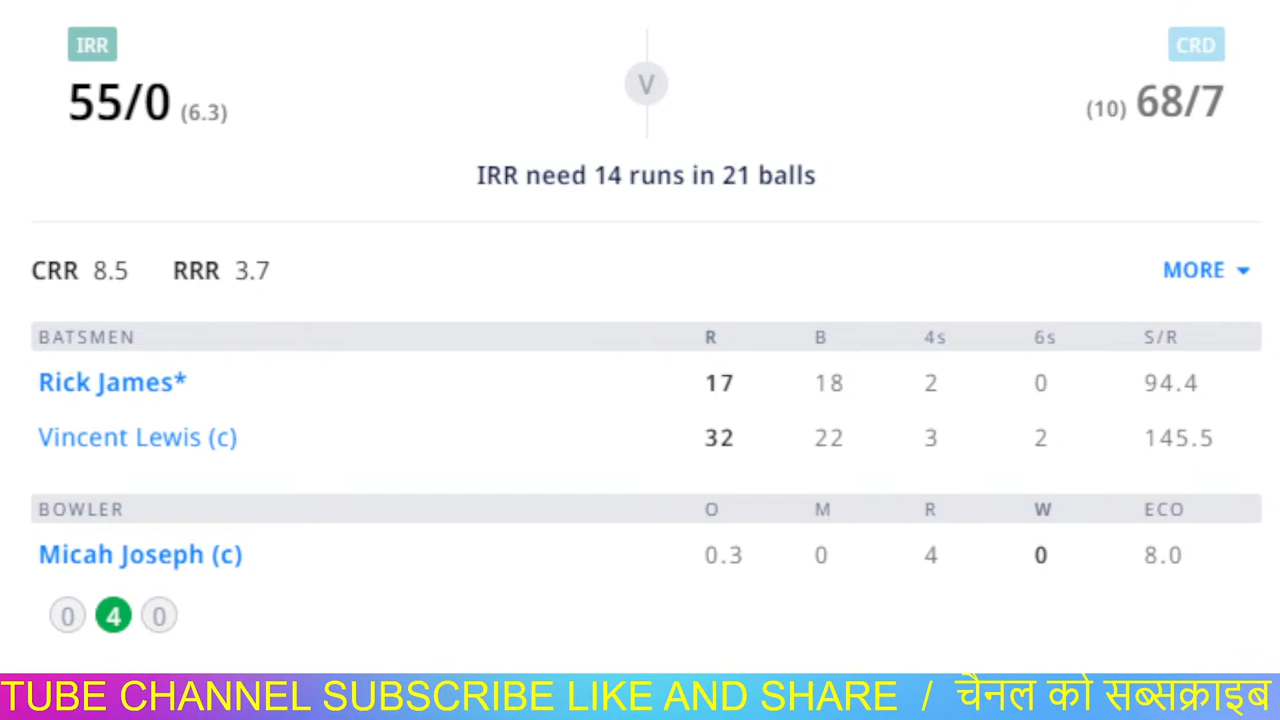 IRR
V
CRD
55/0 (6.3)
(10) 68/7
IRR need 14 runs in 21 balls
CRR 8.5 RRR 3.7 MORE
BATSMEN R B 4s 6s S/R
Rick James* 17 18 2 0 94.4
Vincent Lewis (c) 32 22 3 2 145.5
BOWLER O M R W ECO
Micah Joseph (c) 0.3 0 4 0 8.0
0 4 0
TUBE CHANNEL SUBSCRIBE LIKE AND SHARE / चैनल को सब्सक्राइब